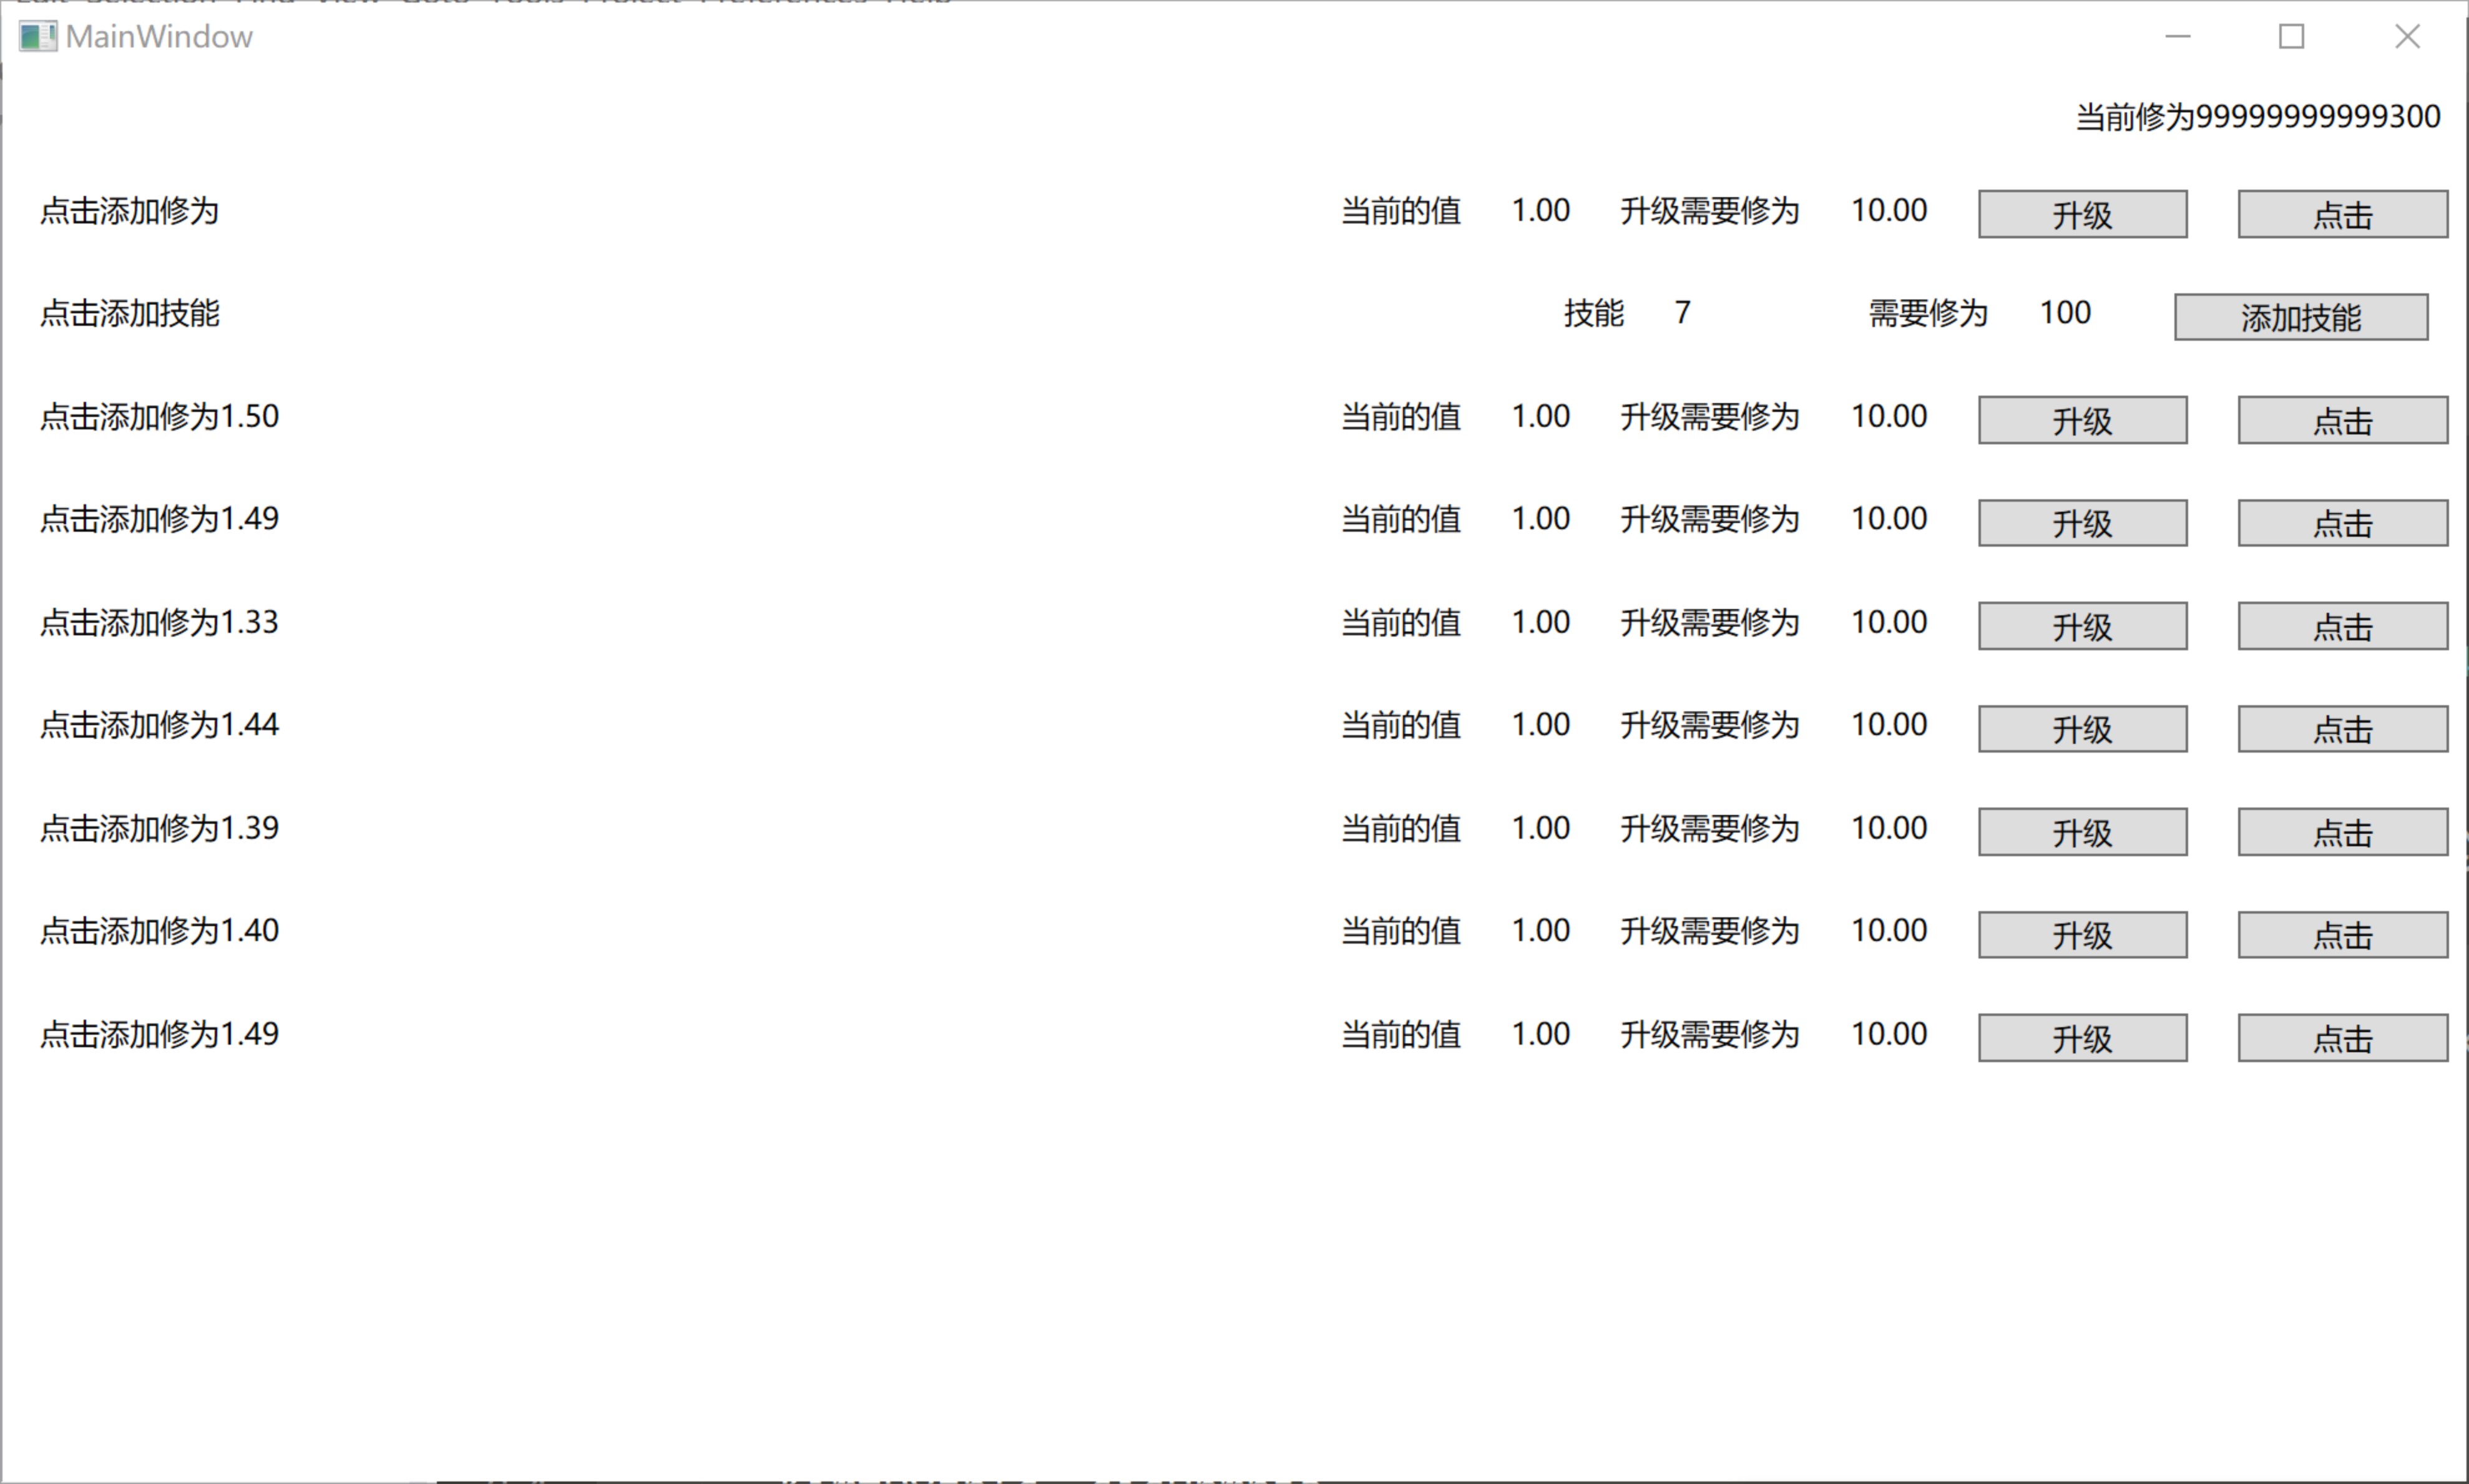 MainWindow
当前修为99999999999300
点击添加修为 当前的值 1.00 升级需要修为 10.00 升级 点击
点击添加技能 技能 7 需要修为 100 添加技能
点击添加修为1.50 当前的值 1.00 升级需要修为 10.00 升级 点击
点击添加修为1.49 当前的值 1.00 升级需要修为 10.00 升级 点击
点击添加修为1.33 当前的值 1.00 升级需要修为 10.00 升级 点击
点击添加修为1.44 当前的值 1.00 升级需要修为 10.00 升级 点击
点击添加修为1.39 当前的值 1.00 升级需要修为 10.00 升级 点击
点击添加修为1.40 当前的值 1.00 升级需要修为 10.00 升级 点击
点击添加修为1.49 当前的值 1.00 升级需要修为 10.00 升级 点击